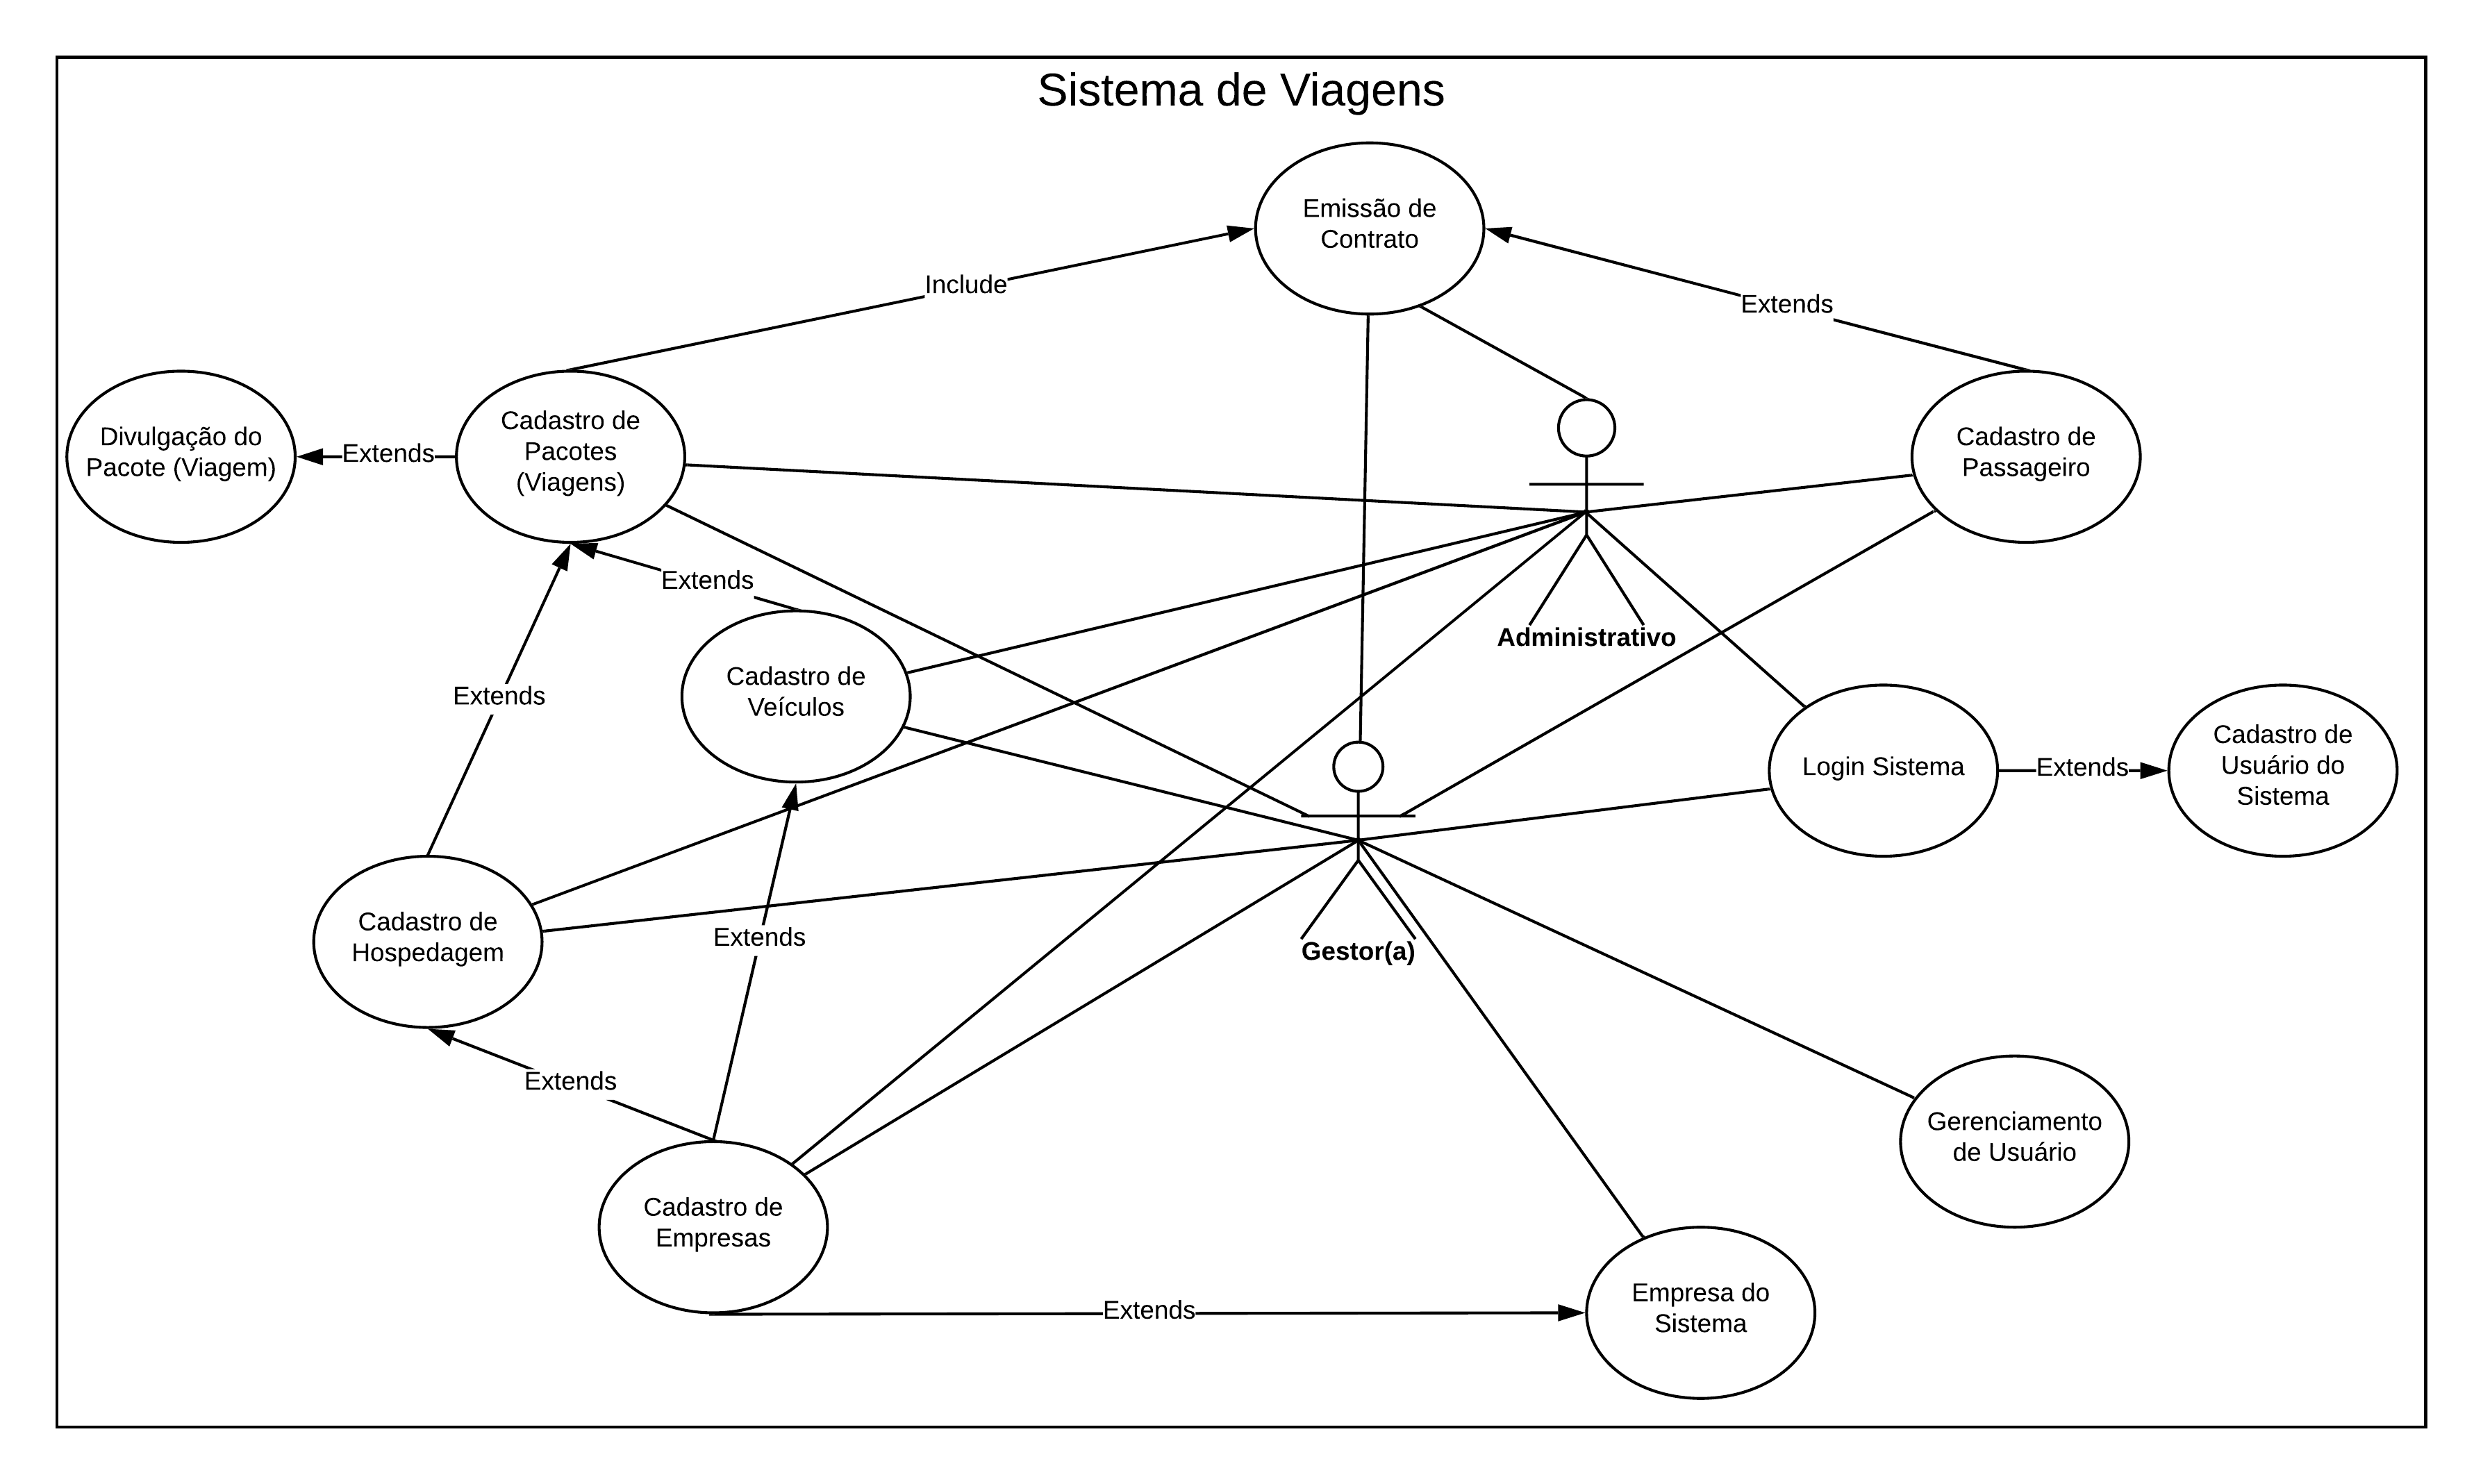 Sistema de Viagens
Emissão de
Contrato
Include
Extends
Divulgação do
Pacote (Viagem)
Extends
Cadastro de
Pacotes
(Viagens)
Cadastro de
Passageiro
Extends
Administrativo
Extends
Cadastro de
Veículos
Login Sistema
Extends
Cadastro de
Usuário do
Sistema
Cadastro de
Hospedagem
Extends
Gestor(a)
Extends
Gerenciamento
de Usuário
Cadastro de
Empresas
Extends
Empresa do
Sistema